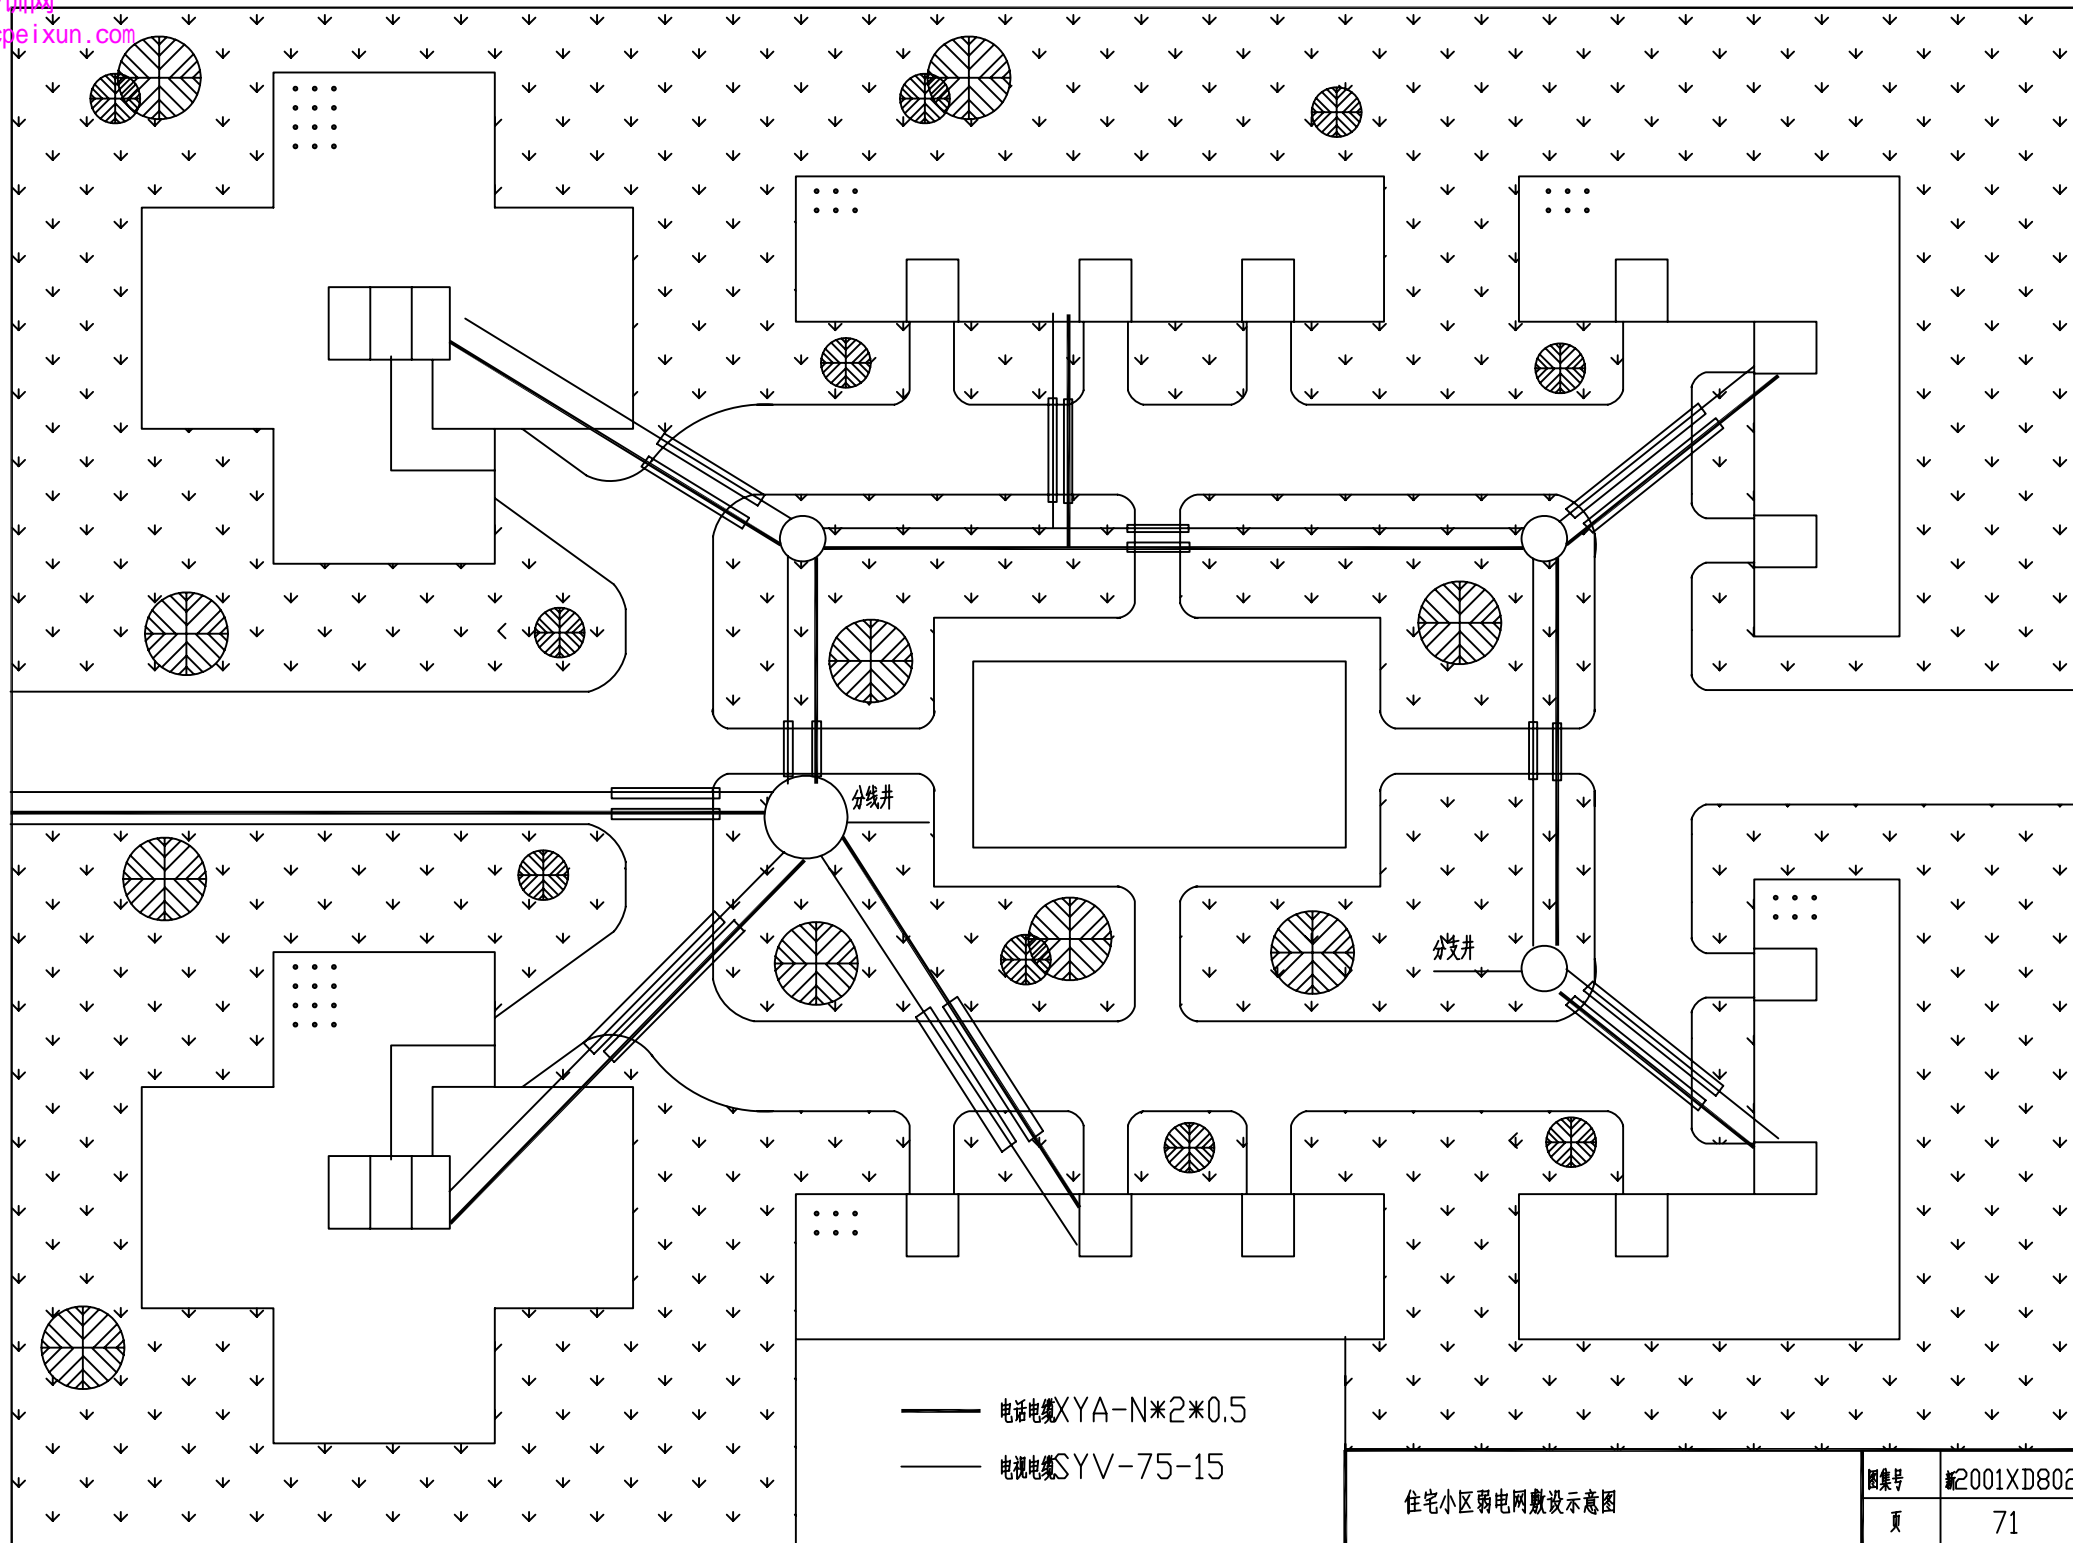 peixun.com
分线井
分支井
电话电缆XYA-N*2*0.5
电视电缆SYV-75-15
住宅小区弱电网敷设示意图
图集号 新2001XD802
页 71